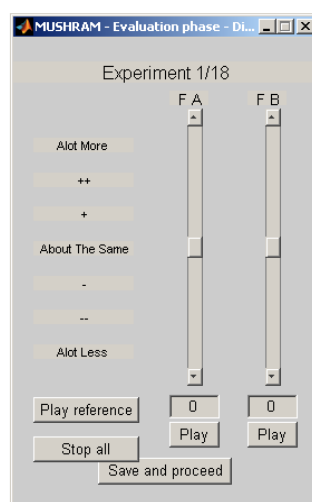 MUSHRAM - Evaluation phase - Di...
Experiment 1/18
F A F B
Alot More
++
+
About The Same
-
--
Alot Less
Play reference 0 0
Play Play
Stop all
Save and proceed